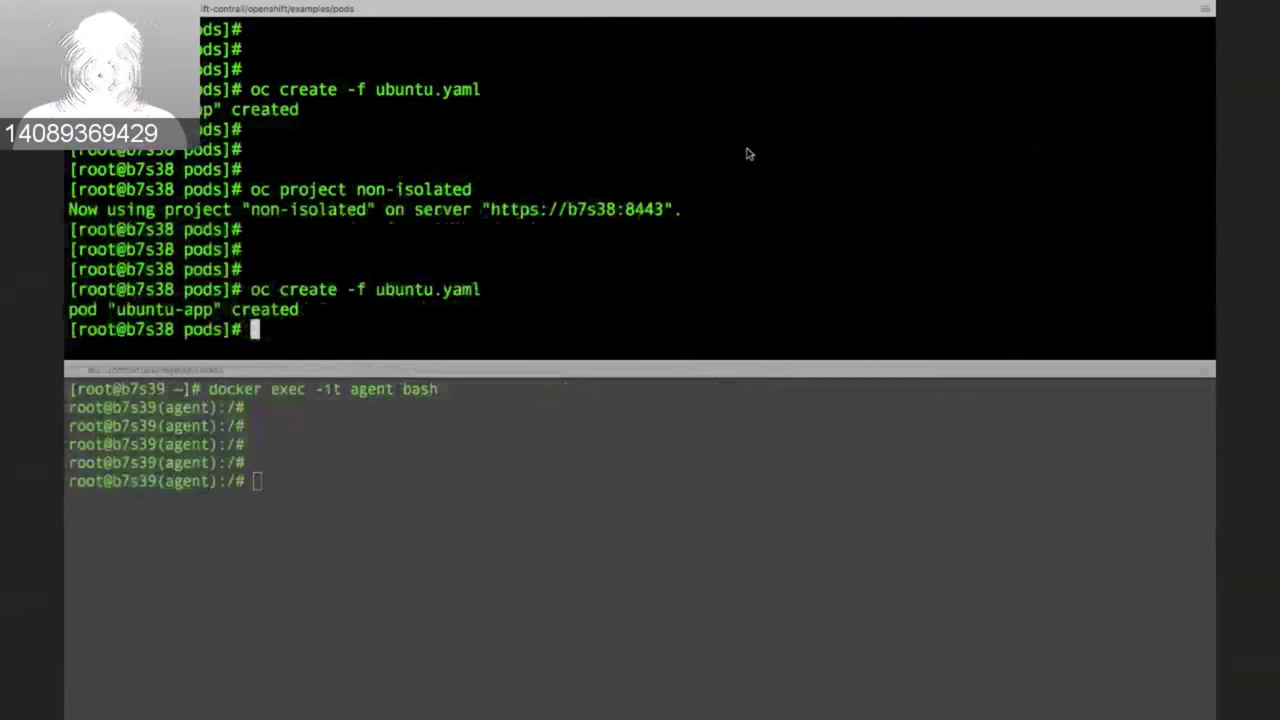 ift-contrail/openshift/examples/pods
ods]#
ods]#
ods]#
ods]# oc create -f ubuntu.yaml
pp" created
ods]#
14089369429
[root@b7s38 pods]#
[root@b7s38 pods]#
[root@b7s38 pods]# oc project non-isolated
Now using project "non-isolated" on server "https://b7s38:8443".
[root@b7s38 pods]#
[root@b7s38 pods]#
[root@b7s38 pods]#
[root@b7s38 pods]# oc create -f ubuntu.yaml
pod "ubuntu-app" created
[root@b7s38 pods]#
[root@b7s39 ~]# docker exec -it agent bash
root@b7s39(agent):/#
root@b7s39(agent):/#
root@b7s39(agent):/#
root@b7s39(agent):/#
root@b7s39(agent):/#